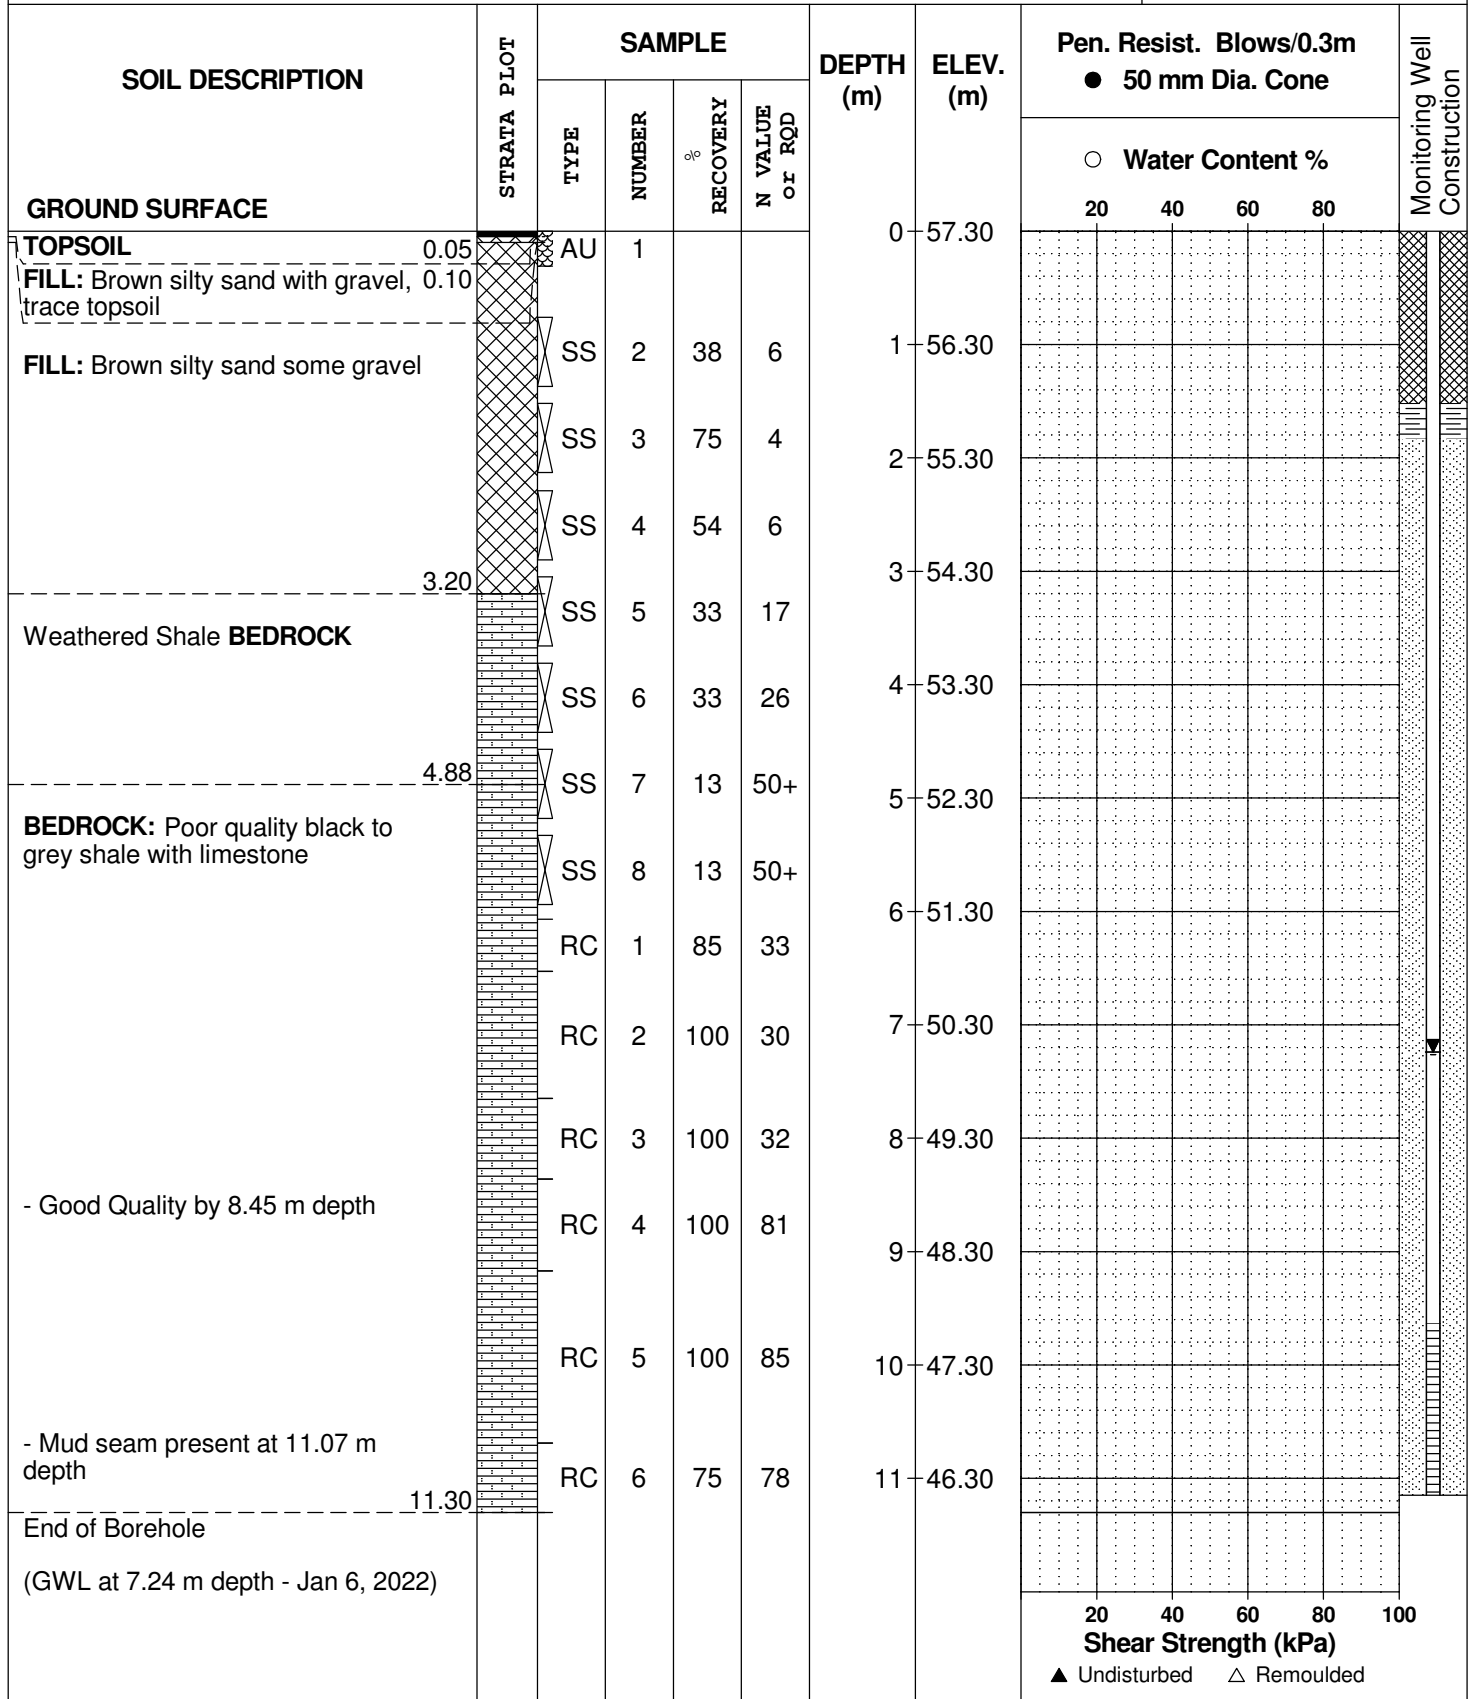 SOIL DESCRIPTION
GROUND SURFACE
STRATA PLOT
SAMPLE
TYPE
NUMBER
% RECOVERY
N VALUE or RQD
DEPTH (m)
ELEV. (m)
Pen. Resist. Blows/0.3m
● 50 mm Dia. Cone
○ Water Content %
20 40 60 80
Monitoring Well Construction
0 57.30
TOPSOIL 0.05 AU 1
FILL: Brown silty sand with gravel, 0.10
trace topsoil
1 56.30
FILL: Brown silty sand some gravel SS 2 38 6
SS 3 75 4
2 55.30
SS 4 54 6
3 54.30
3.20
SS 5 33 17
Weathered Shale BEDROCK
4 53.30
SS 6 33 26
4.88
SS 7 13 50+
5 52.30
BEDROCK: Poor quality black to
grey shale with limestone
SS 8 13 50+
6 51.30
RC 1 85 33
7 50.30
RC 2 100 30
RC 3 100 32
8 49.30
- Good Quality by 8.45 m depth
RC 4 100 81
9 48.30
RC 5 100 85
10 47.30
- Mud seam present at 11.07 m
depth
RC 6 75 78
11 46.30
11.30
End of Borehole
(GWL at 7.24 m depth - Jan 6, 2022)
20 40 60 80 100
Shear Strength (kPa)
▲ Undisturbed △ Remoulded